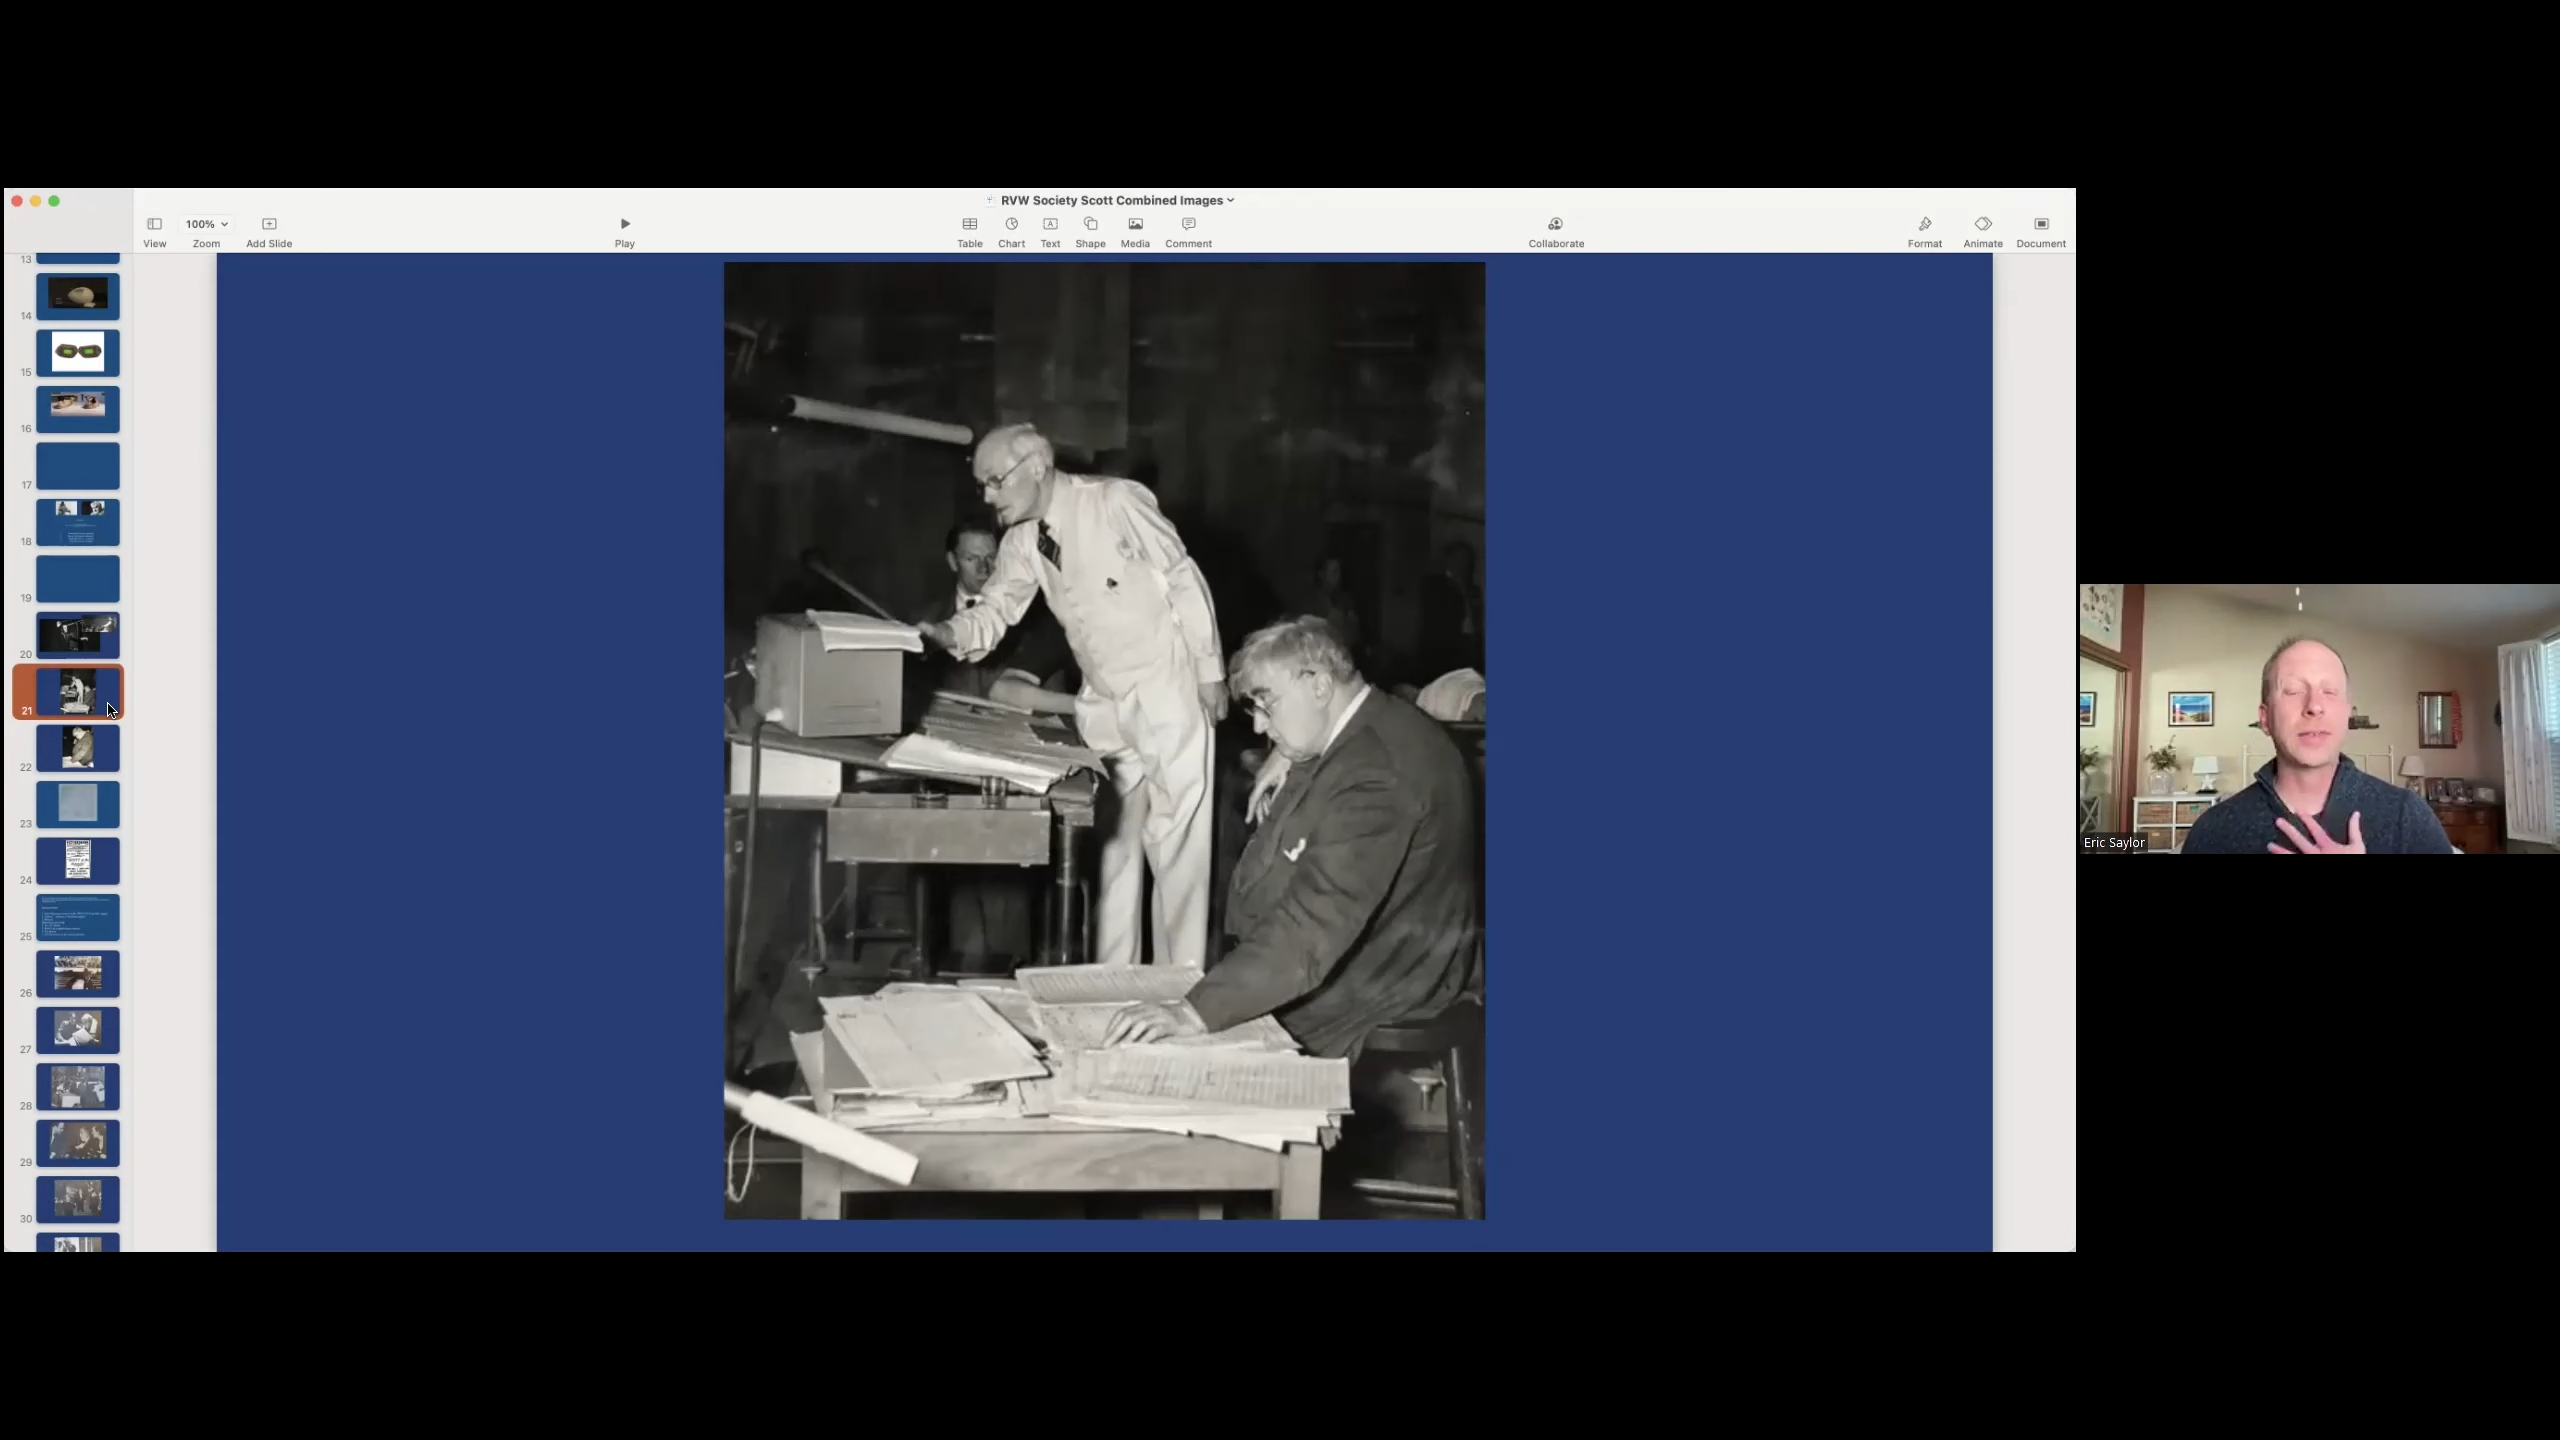 RVW Society Scott Combined Images
100%
View
Zoom
Add Slide
Play
Table
Chart
Text
Shape
Media
Comment
Collaborate
Format
Animate
Document
13
14
15
16
17
18
19
20
21
22
23
24
25
26
27
28
29
30
Eric Saylor